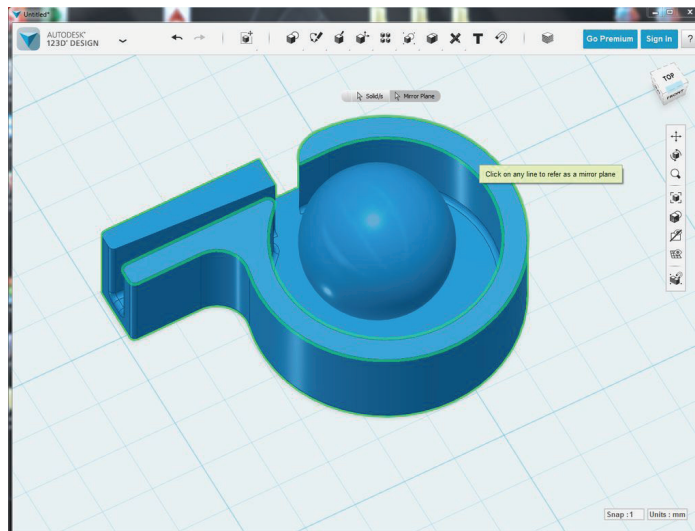 Untitled*
AUTODESK®
123D® DESIGN
Go Premium
Sign In
?
Solid/s
Mirror Plane
TOP
FRONT
Click on any line to refer as a mirror plane
Snap : 1
Units : mm